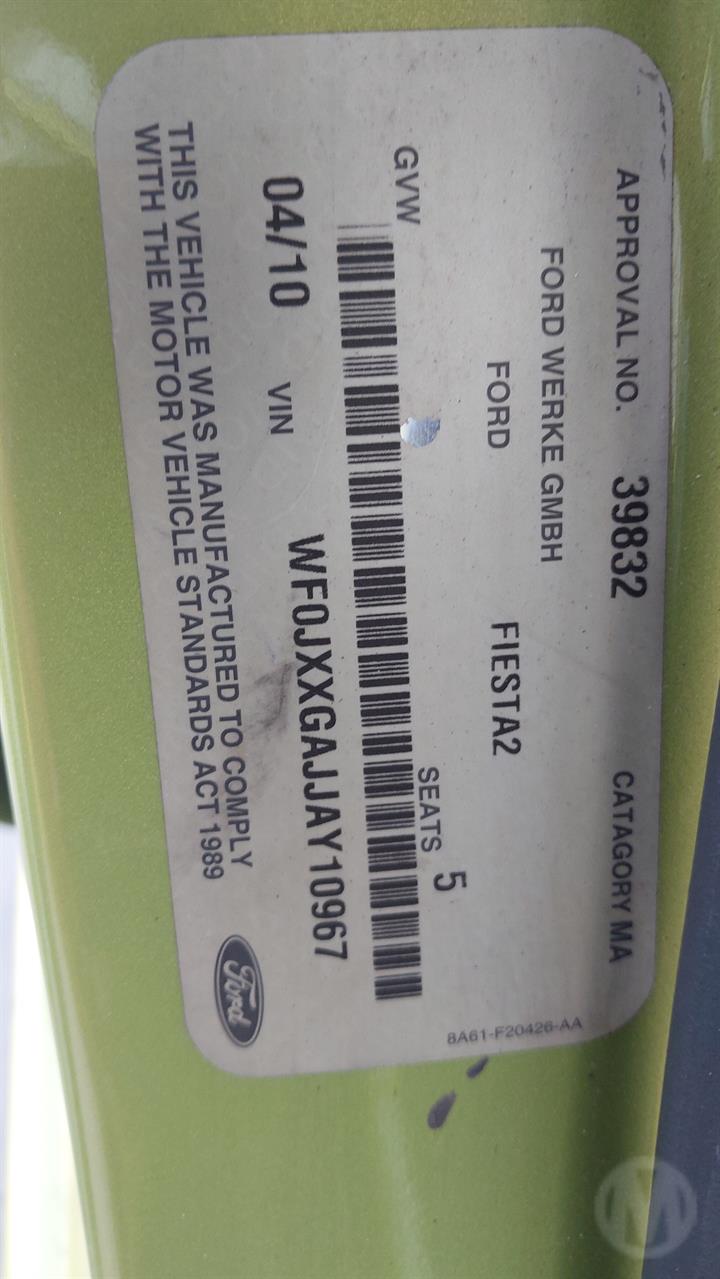 APPROVAL NO. 39832 CATAGORY MA
FORD WERKE GMBH
FORD FIESTA2
GVW SEATS 5
04/10 VIN WF0JXXGAJJAY10967
THIS VEHICLE WAS MANUFACTURED TO COMPLY
WITH THE MOTOR VEHICLE STANDARDS ACT 1989
Ford
8A61-F20426-AA
M